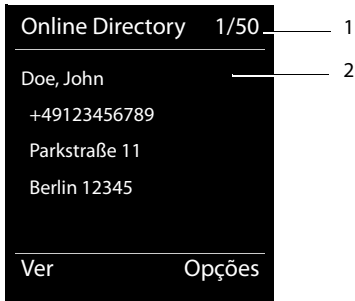 Online Directory 1/50 1
Doe, John 2
+49123456789
Parkstraße 11
Berlin 12345
Ver Opções